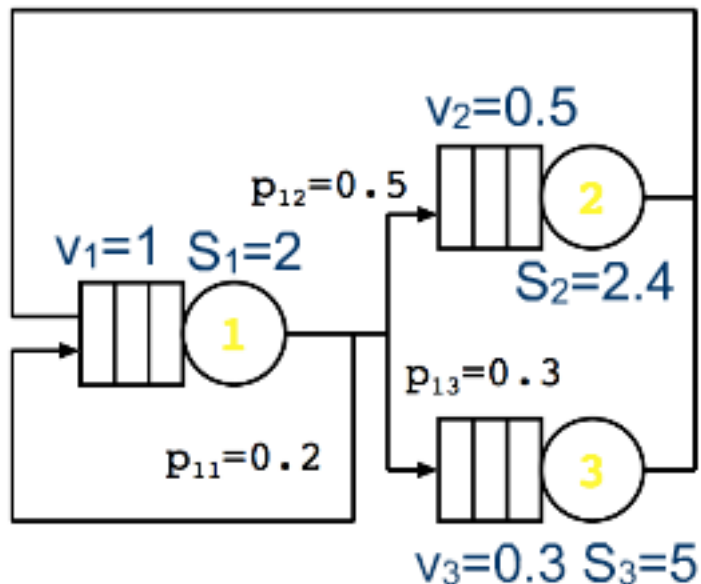 v₂=0.5
p₁₂=0.5
2
v₁=1 S₁=2
S₂=2.4
1
p₁₃=0.3
p₁₁=0.2
3
v₃=0.3 S₃=5